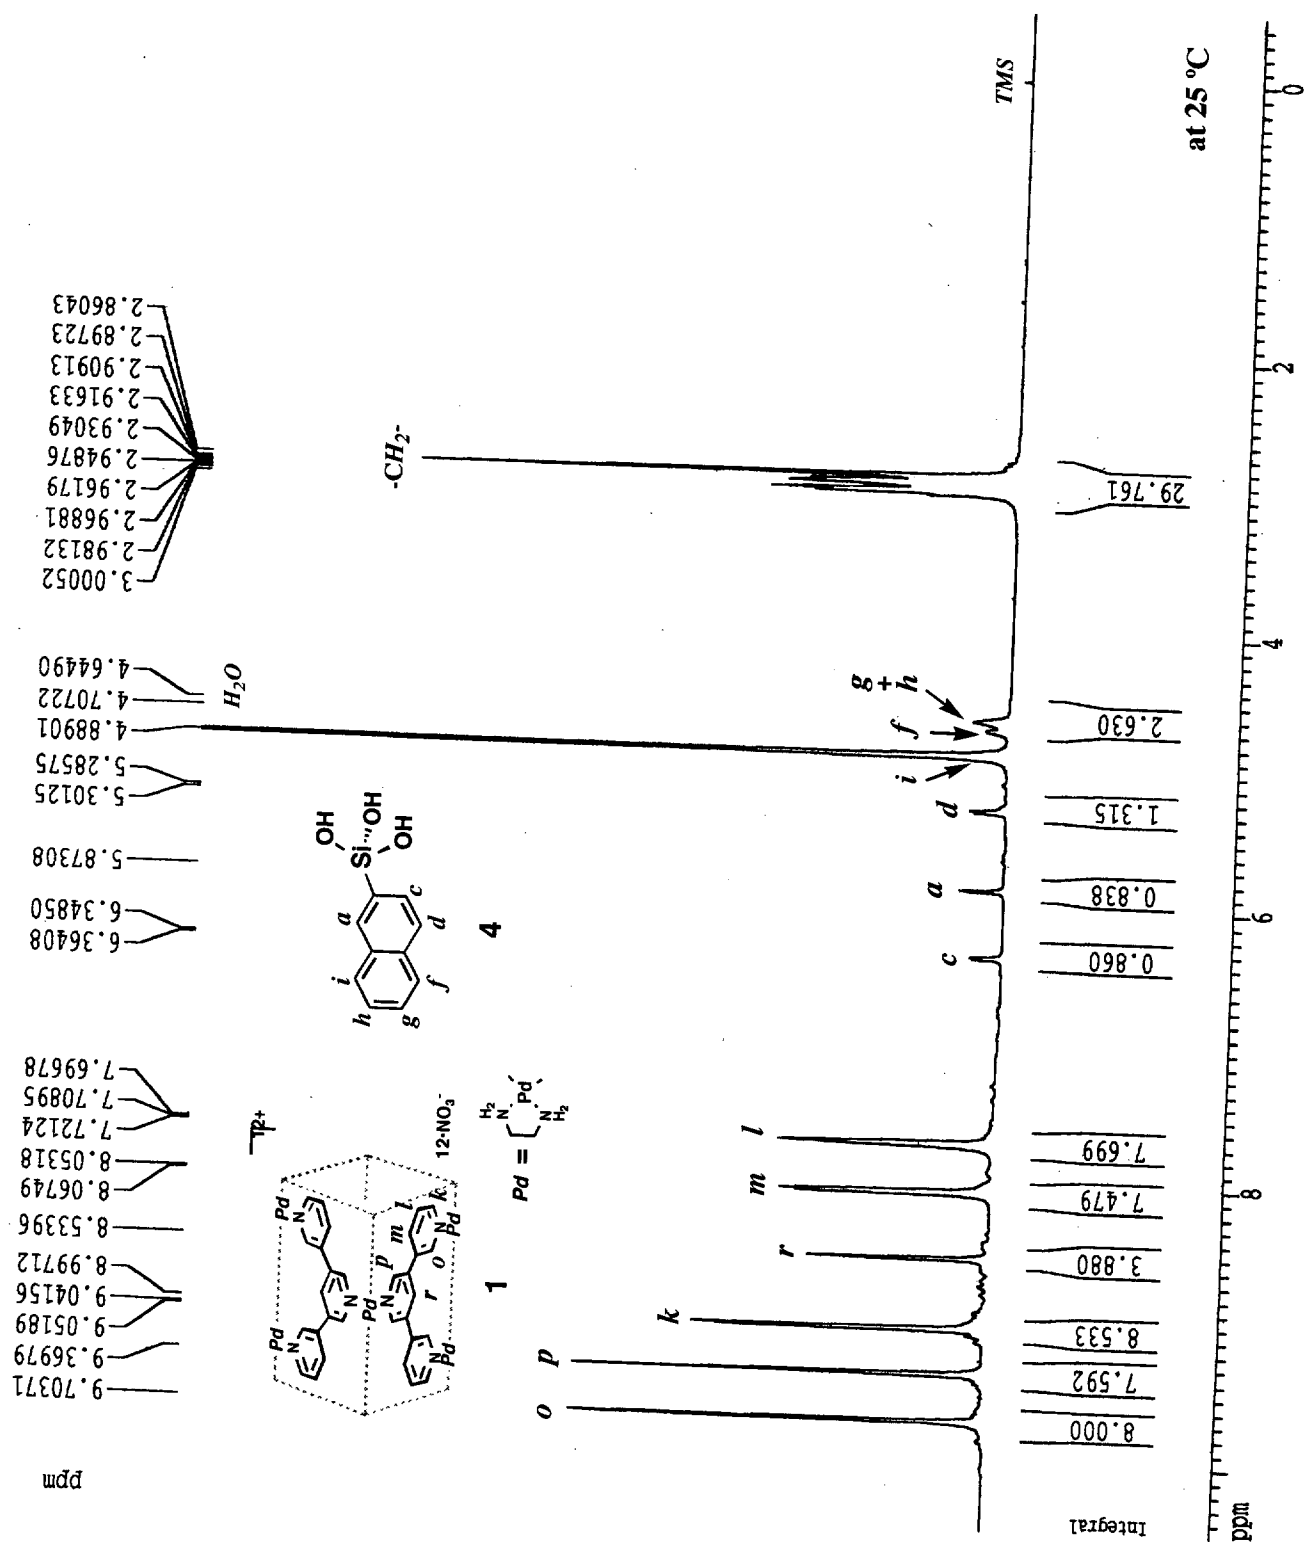 ppm
9.70371
9.36979
9.05189
9.04156
8.99712
8.53396
8.06749
8.05318
7.72124
7.70895
7.69678
6.36408
6.34850
5.87308
5.30125
5.28575
4.88901
4.70722
4.64490
3.00052
2.98132
2.96881
2.96179
2.94876
2.93049
2.91633
2.90913
2.89723
2.86043
H2O
-CH2-
12+
Pd
N
Pd
N
N
Pd
N
Pd
N
Pd
m
l
k
p
o
r
12·NO3-
1
Pd =
H2
N
Pd
N
H2
i
a
h
g
f
d
c
Si
OH
OH
OH
4
o
p
k
r
m
l
c
a
d
i
f
g + h
TMS
at 25 °C
Integral
8.000
7.592
8.533
3.880
7.479
7.699
0.860
0.838
1.315
2.630
29.761
ppm
8
6
4
2
0